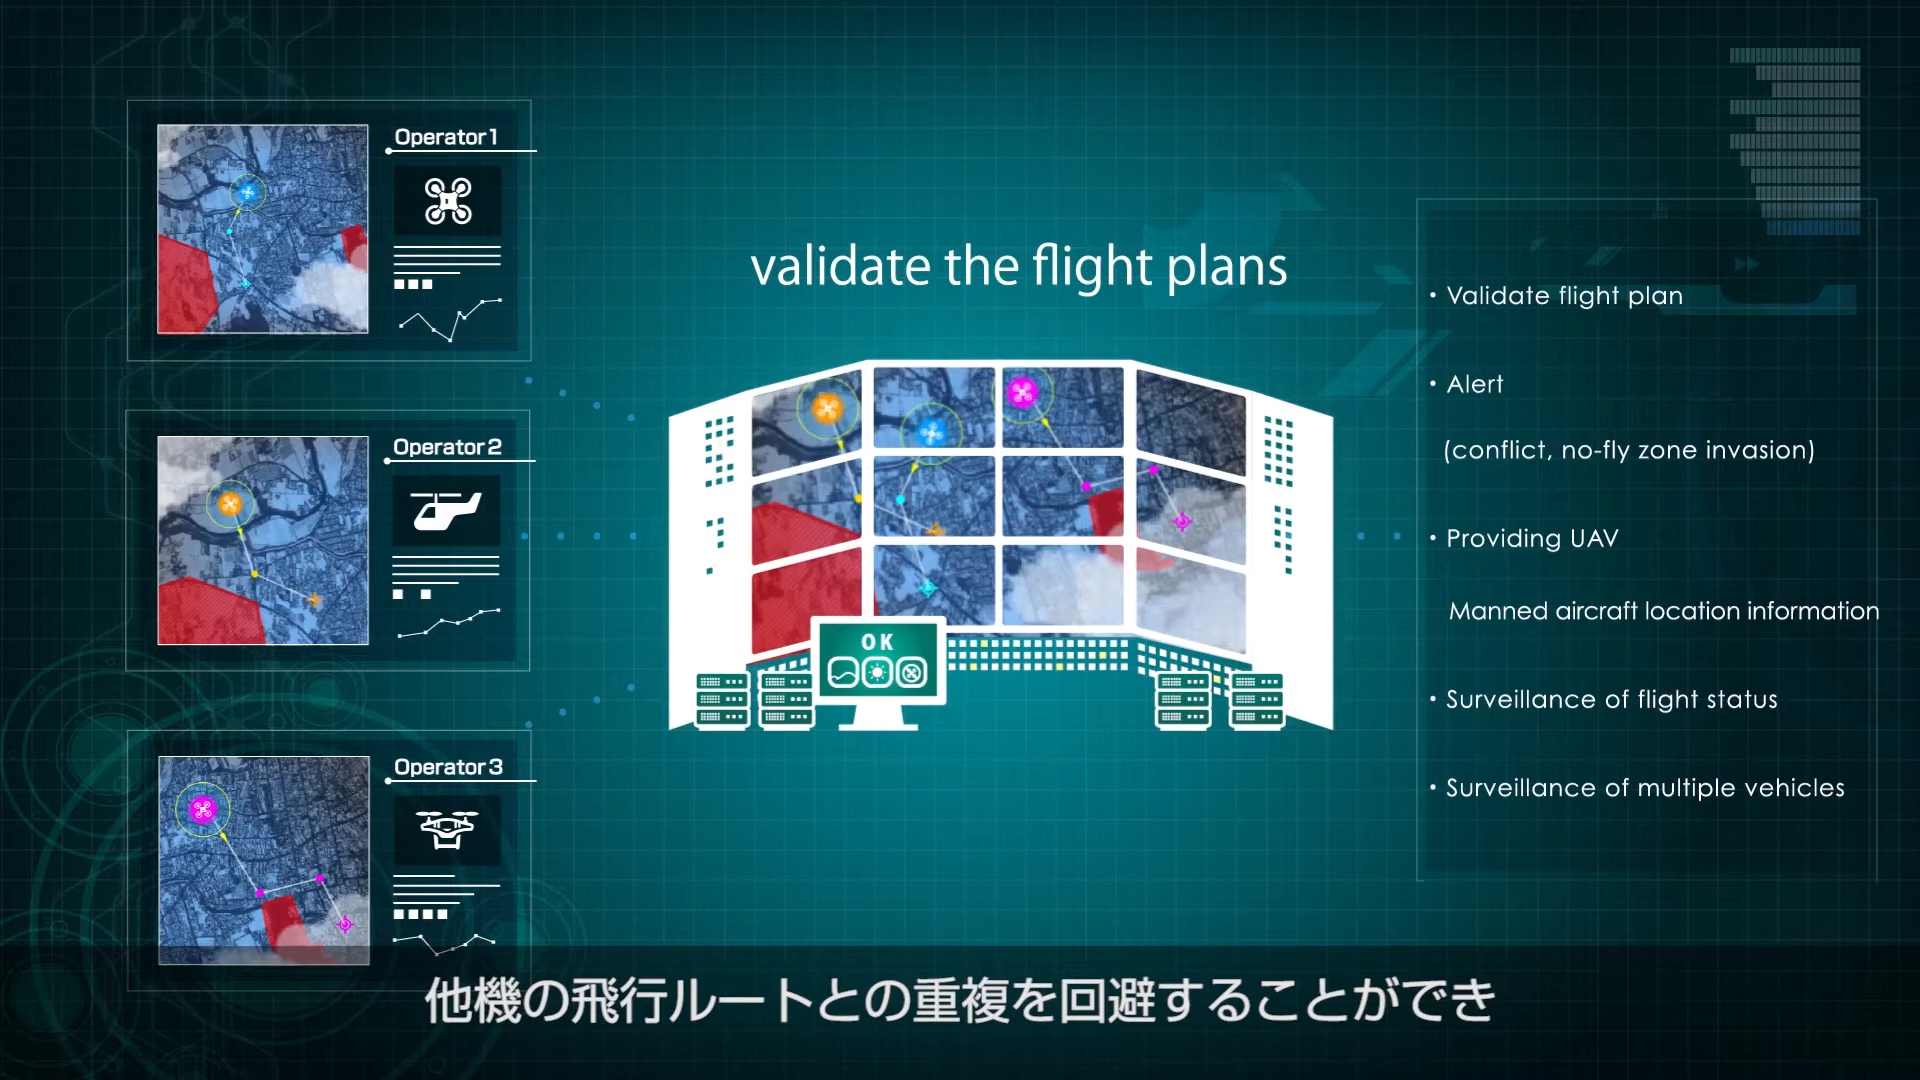 Operator1
Operator2
Operator3
validate the flight plans
OK
・Validate flight plan
・Alert
(conflict, no-fly zone invasion)
・Providing UAV
Manned aircraft location information
・Surveillance of flight status
・Surveillance of multiple vehicles
他機の飛行ルートとの重複を回避することができ